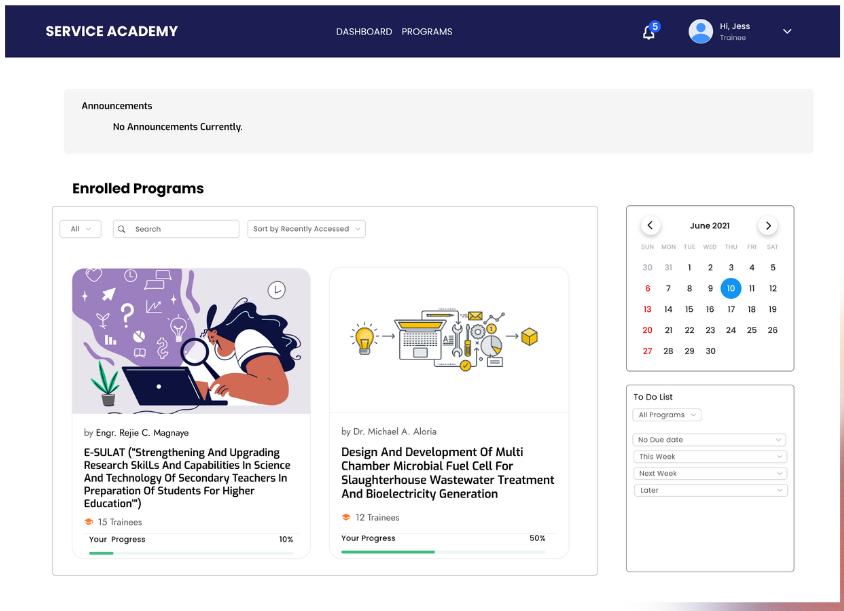 SERVICE ACADEMY
DASHBOARD PROGRAMS
5
Hi, Jess
Trainee
Announcements
No Announcements Currently.
Enrolled Programs
All
Search
Sort by Recently Accessed
by Engr. Rejie C. Magnaye
E-SULAT ("Strengthening And Upgrading
Research SkilLs And Capabilities In Science
And Technology Of Secondary Teachers In
Preparation Of Students For Higher
Education"')
15 Trainees
Your Progress 10%
by Dr. Michael A. Aloria
Design And Development Of Multi
Chamber Microbial Fuel Cell For
Slaughterhouse Wastewater Treatment
And Bioelectricity Generation
12 Trainees
Your Progress 50%
June 2021
SUN MON TUE WED THU FRI SAT
30 31 1 2 3 4 5
6 7 8 9 10 11 12
13 14 15 16 17 18 19
20 21 22 23 24 25 26
27 28 29 30
To Do List
All Programs
No Due date
This Week
Next Week
Later